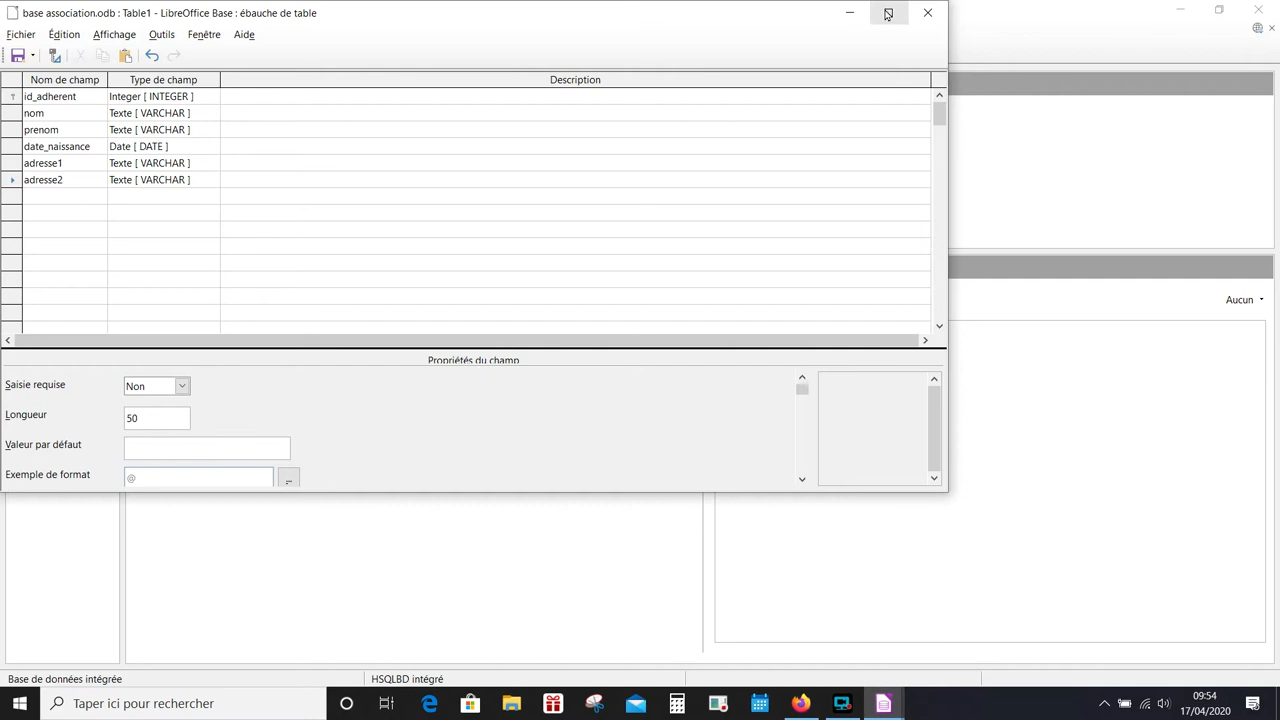 base association.odb : Table1 - LibreOffice Base : ébauche de table
Fichier Édition Affichage Outils Fenêtre Aide
Nom de champ Type de champ Description
id_adherent Integer [ INTEGER ]
nom Texte [ VARCHAR ]
prenom Texte [ VARCHAR ]
date_naissance Date [ DATE ]
adresse1 Texte [ VARCHAR ]
adresse2 Texte [ VARCHAR ]
Aucun
Propriétés du champ
Saisie requise Non
Longueur 50
Valeur par défaut
Exemple de format @ ...
Base de données intégrée HSQLBD intégré
Taper ici pour rechercher
09:54
17/04/2020